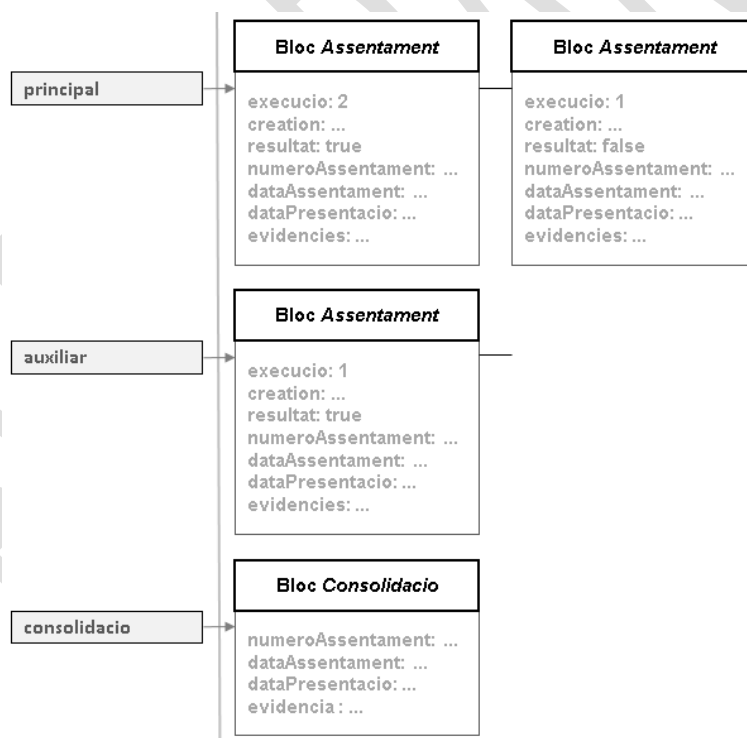 Bloc Assentament
Bloc Assentament
principal
execucio: 2
creation: ...
resultat: true
numeroAssentament: ...
dataAssentament: ...
dataPresentacio: ...
evidencies: ...
execucio: 1
creation: ...
resultat: false
numeroAssentament: ...
dataAssentament: ...
dataPresentacio: ...
evidencies: ...
Bloc Assentament
auxiliar
execucio: 1
creation: ...
resultat: true
numeroAssentament: ...
dataAssentament: ...
dataPresentacio: ...
evidencies: ...
Bloc Consolidacio
consolidacio
numeroAssentament: ...
dataAssentament: ...
dataPresentacio: ...
evidencia : ...